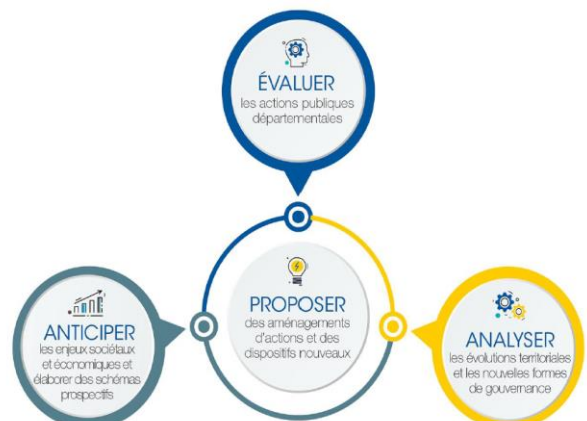 ÉVALUER
les actions publiques
départementales
PROPOSER
des aménagements
d'actions et des
dispositifs nouveaux
ANTICIPER
les enjeux sociétaux
et économiques et
élaborer des schémas
prospectifs
ANALYSER
les évolutions territoriales
et les nouvelles formes
de gouvernance